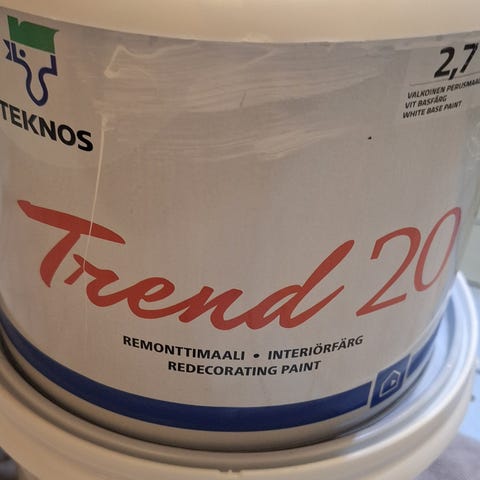 TEKNOS
2,7
VALKOINEN PERUSMAALI
VIT BASFÄRG
WHITE BASE PAINT
Trend 20
REMONTTIMAALI • INTERIÖRFÄRG
REDECORATING PAINT